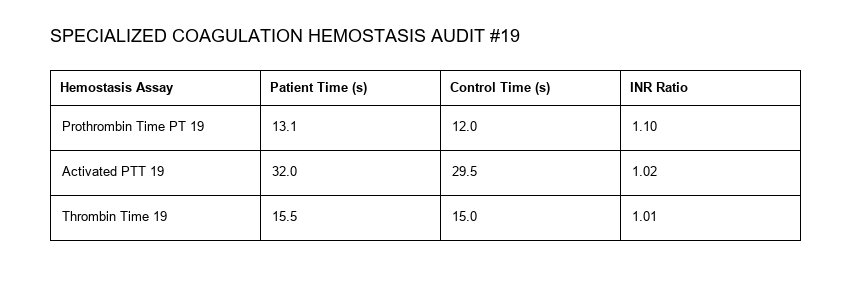 SPECIALIZED COAGULATION HEMOSTASIS AUDIT #19
Hemostasis Assay Patient Time (s) Control Time (s) INR Ratio
Prothrombin Time PT 19 13.1 12.0 1.10
Activated PTT 19 32.0 29.5 1.02
Thrombin Time 19 15.5 15.0 1.01